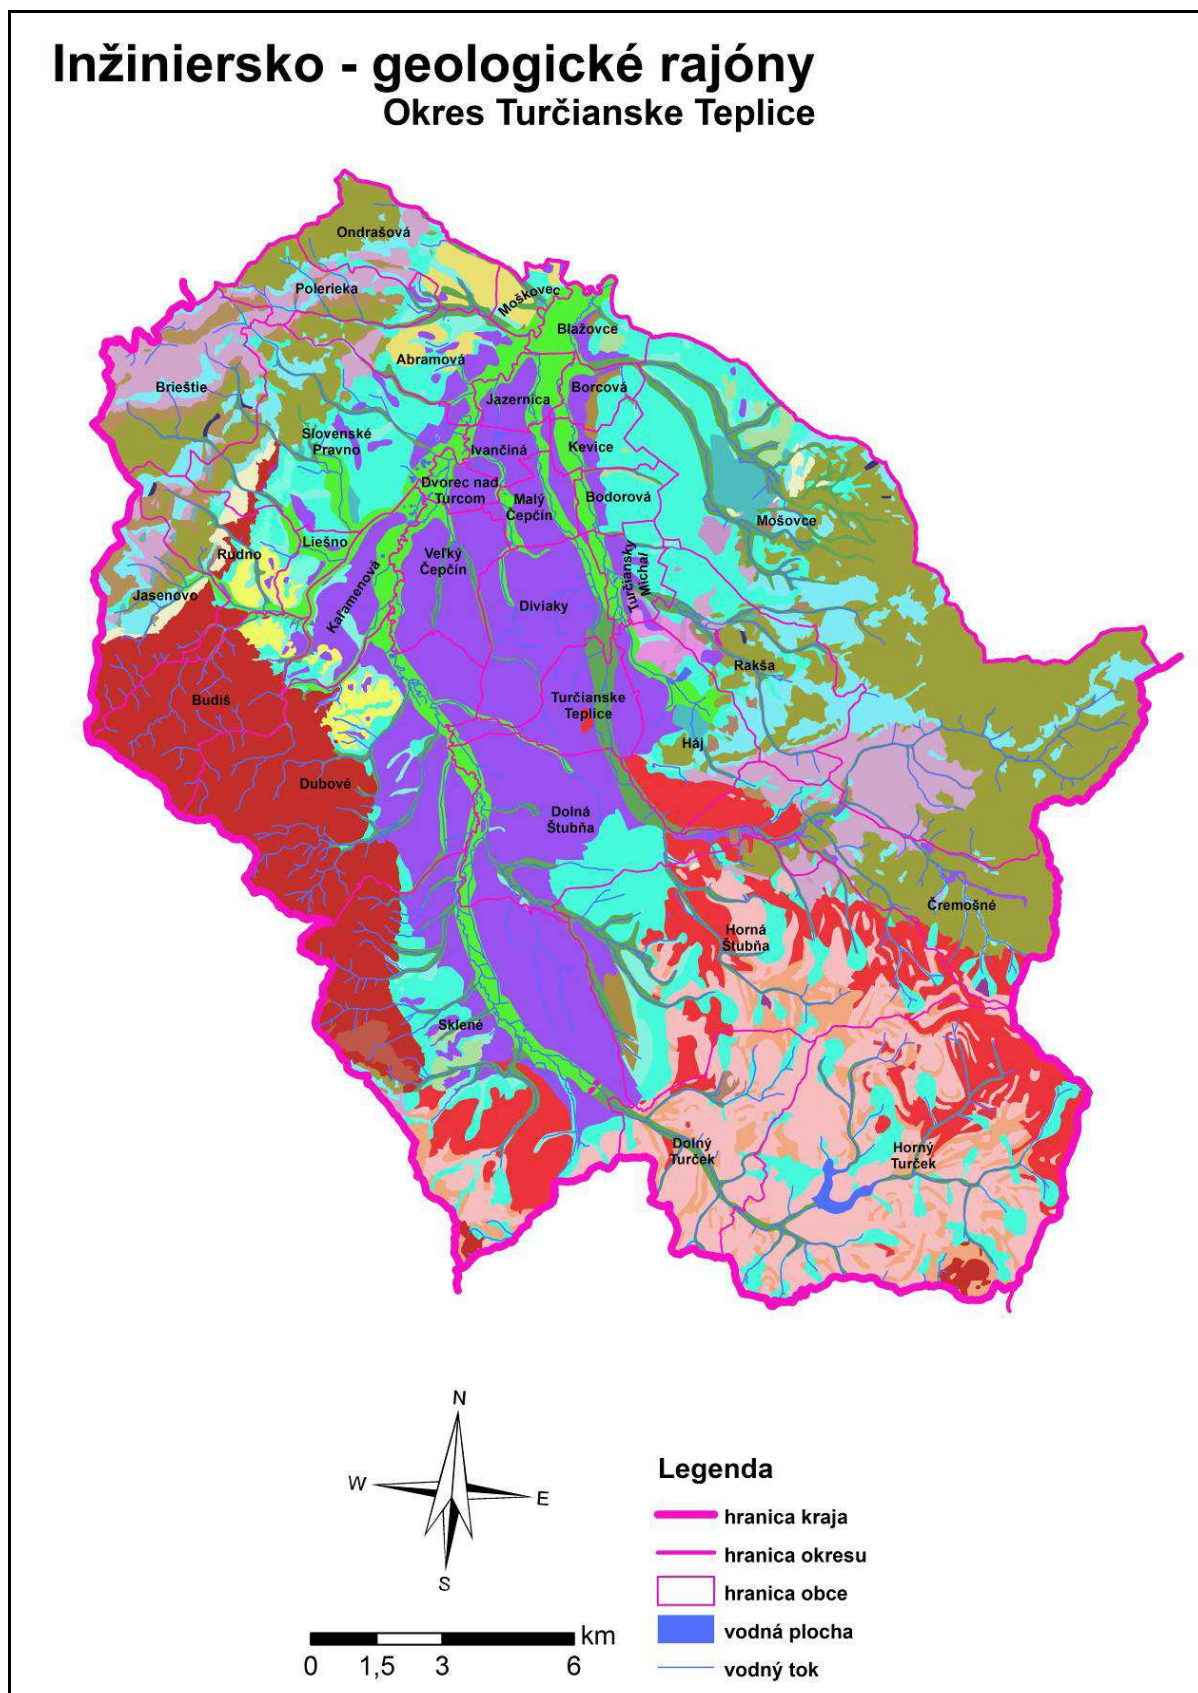 Inžiniersko - geologické rajóny
Okres Turčianske Teplice
Ondrašová
Polerieka
Moškovec
Blažovce
Abramová
Brieštie
Borcová
Jazernica
Slovenské
Pravno
Ivančiná
Kevice
Dvorec nad
Turcom
Malý
Čepčín
Bodorová
Mošovce
Liešno
Rudno
Veľký
Čepčín
Turčiansky
Michal
Jasenovo
Kaľamenová
Diviaky
Rakša
Budiš
Turčianske
Teplice
Háj
Dubové
Dolná
Štubňa
Čremošné
Horná
Štubňa
Sklené
Dolný
Turček
Horný
Turček
N
W
E
S
Legenda
hranica kraja
hranica okresu
hranica obce
vodná plocha
vodný tok
km
0 1,5 3 6